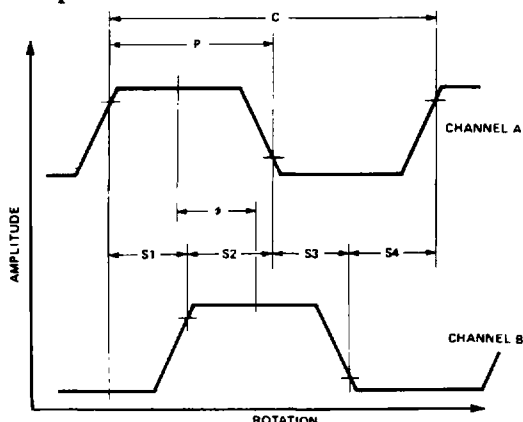 C
P
CHANNEL A
S1 S2 S3 S4
AMPLITUDE
CHANNEL B
ROTATION